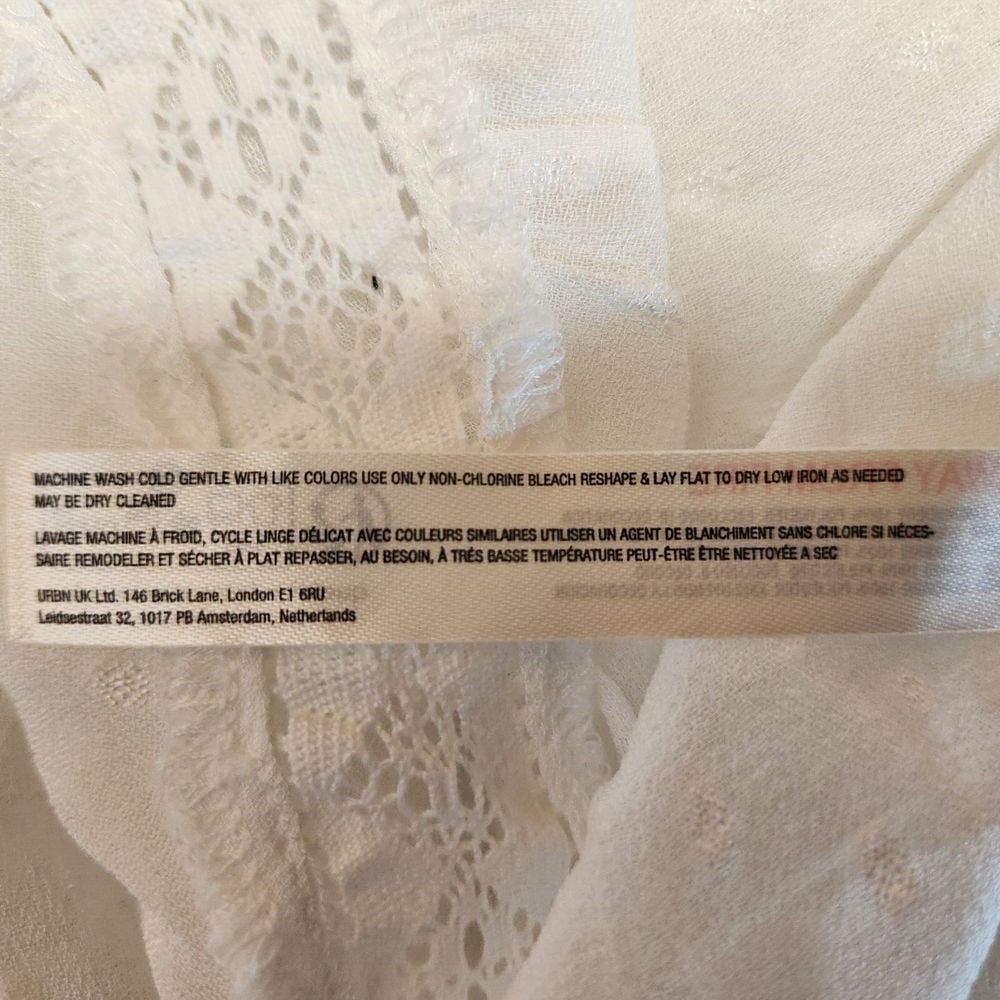 MACHINE WASH COLD GENTLE WITH LIKE COLORS USE ONLY NON-CHLORINE BLEACH RESHAPE & LAY FLAT TO DRY LOW IRON AS NEEDED
MAY BE DRY CLEANED
LAVAGE MACHINE À FROID, CYCLE LINGE DÉLICAT AVEC COULEURS SIMILAIRES UTILISER UN AGENT DE BLANCHIMENT SANS CHLORE SI NÉCES-
SAIRE REMODELER ET SÉCHER À PLAT REPASSER, AU BESOIN, À TRÉS BASSE TEMPÉRATURE PEUT-ÊTRE ÊTRE NETTOYÉE A SEC
URBN UK Ltd. 146 Brick Lane, London E1 6RU
Leidsestraat 32, 1017 PB Amsterdam, Netherlands